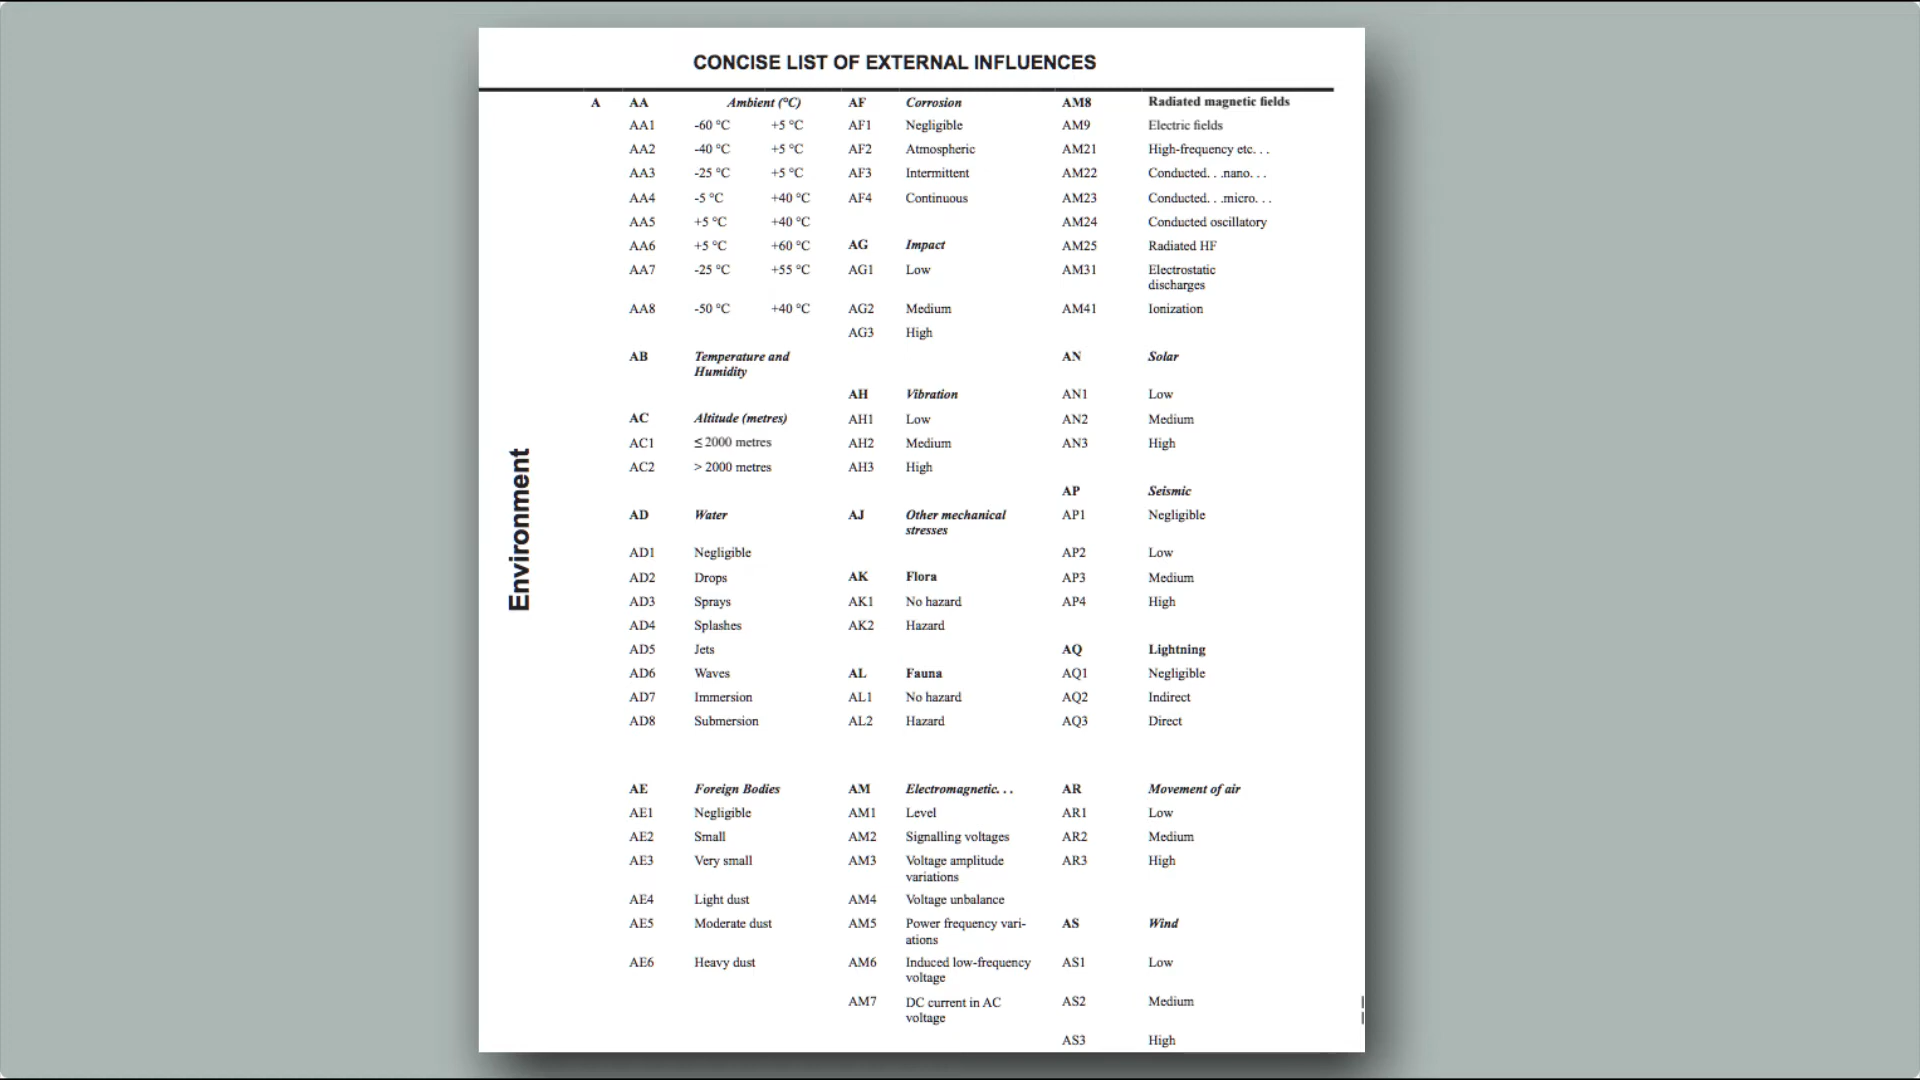 CONCISE LIST OF EXTERNAL INFLUENCES
Environment
A
AA Ambient (°C)
AA1 -60 °C +5 °C
AA2 -40 °C +5 °C
AA3 -25 °C +5 °C
AA4 -5 °C +40 °C
AA5 +5 °C +40 °C
AA6 +5 °C +60 °C
AA7 -25 °C +55 °C
AA8 -50 °C +40 °C
AB Temperature and
Humidity
AC Altitude (metres)
AC1 ≤ 2000 metres
AC2 > 2000 metres
AD Water
AD1 Negligible
AD2 Drops
AD3 Sprays
AD4 Splashes
AD5 Jets
AD6 Waves
AD7 Immersion
AD8 Submersion
AE Foreign Bodies
AE1 Negligible
AE2 Small
AE3 Very small
AE4 Light dust
AE5 Moderate dust
AE6 Heavy dust
AF Corrosion
AF1 Negligible
AF2 Atmospheric
AF3 Intermittent
AF4 Continuous
AG Impact
AG1 Low
AG2 Medium
AG3 High
AH Vibration
AH1 Low
AH2 Medium
AH3 High
AJ Other mechanical
stresses
AK Flora
AK1 No hazard
AK2 Hazard
AL Fauna
AL1 No hazard
AL2 Hazard
AM Electromagnetic. . .
AM1 Level
AM2 Signalling voltages
AM3 Voltage amplitude
variations
AM4 Voltage unbalance
AM5 Power frequency vari-
ations
AM6 Induced low-frequency
voltage
AM7 DC current in AC
voltage
AM8 Radiated magnetic fields
AM9 Electric fields
AM21 High-frequency etc. . .
AM22 Conducted. . .nano. . .
AM23 Conducted. . .micro. . .
AM24 Conducted oscillatory
AM25 Radiated HF
AM31 Electrostatic
discharges
AM41 Ionization
AN Solar
AN1 Low
AN2 Medium
AN3 High
AP Seismic
AP1 Negligible
AP2 Low
AP3 Medium
AP4 High
AQ Lightning
AQ1 Negligible
AQ2 Indirect
AQ3 Direct
AR Movement of air
AR1 Low
AR2 Medium
AR3 High
AS Wind
AS1 Low
AS2 Medium
AS3 High